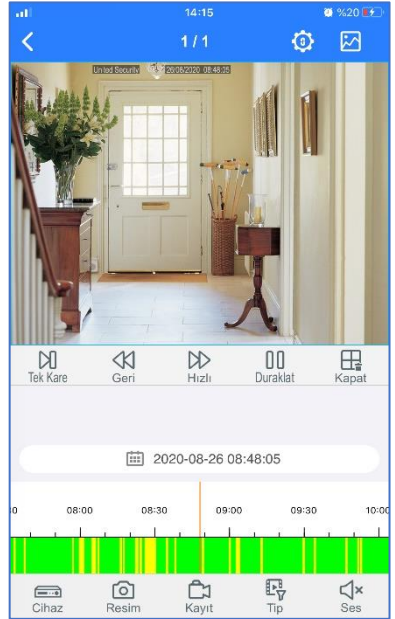 14:15
%20
1 / 1
United Security 26/08/2020 08:48:05
Tek Kare Geri Hızlı Duraklat Kapat
2020-08-26 08:48:05
08:00 08:30 09:00 09:30 10:00
Cihaz Resim Kayıt Tip Ses